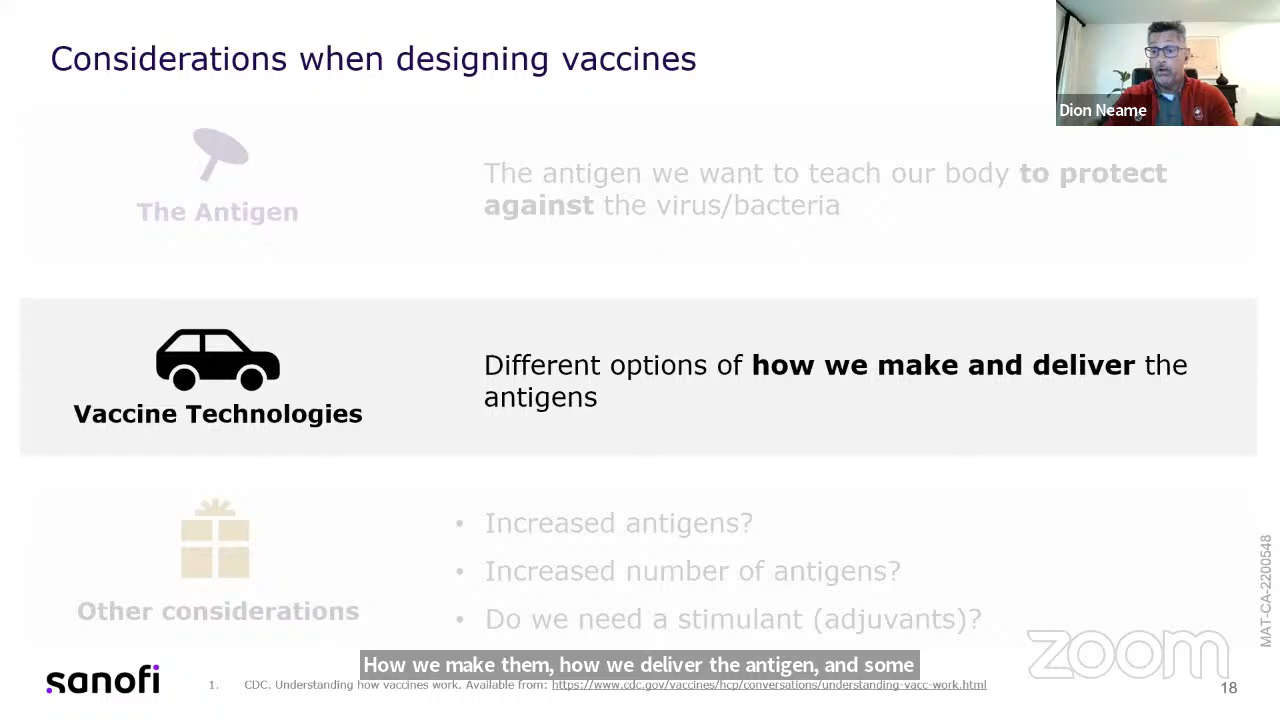 Considerations when designing vaccines
Dion Neame
The Antigen
The antigen we want to teach our body to protect
against the virus/bacteria
Vaccine Technologies
Different options of how we make and deliver the
antigens
Other considerations
• Increased antigens?
• Increased number of antigens?
• Do we need a stimulant (adjuvants)?
MAT-CA-2200548
zoom
How we make them, how we deliver the antigen, and some
sanofi
1. CDC. Understanding how vaccines work. Available from: https://www.cdc.gov/vaccines/hcp/conversations/understanding-vacc-work.html
18